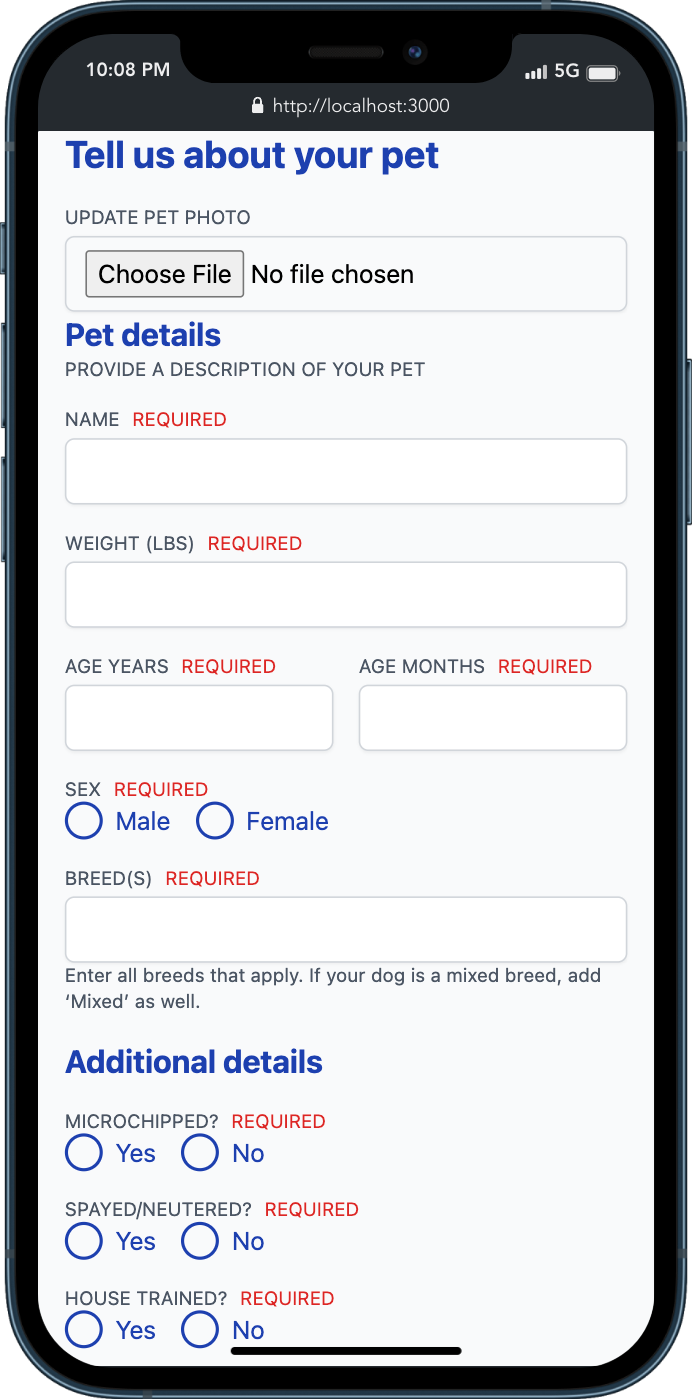 10:08 PM 5G
http://localhost:3000
Tell us about your pet
UPDATE PET PHOTO
Choose File No file chosen
Pet details
PROVIDE A DESCRIPTION OF YOUR PET
NAME REQUIRED
WEIGHT (LBS) REQUIRED
AGE YEARS REQUIRED AGE MONTHS REQUIRED
SEX REQUIRED
Male Female
BREED(S) REQUIRED
Enter all breeds that apply. If your dog is a mixed breed, add
‘Mixed’ as well.
Additional details
MICROCHIPPED? REQUIRED
Yes No
SPAYED/NEUTERED? REQUIRED
Yes No
HOUSE TRAINED? REQUIRED
Yes No